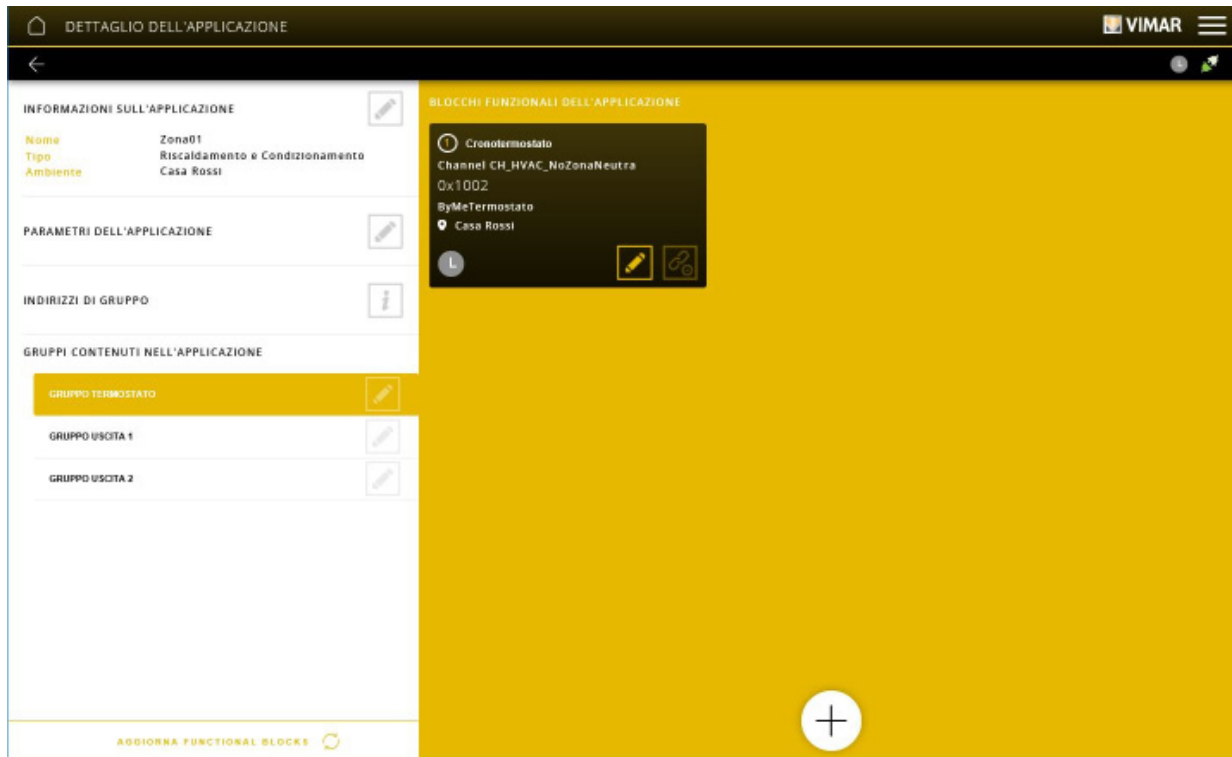 DETTAGLIO DELL'APPLICAZIONE
VIMAR
L
INFORMAZIONI SULL'APPLICAZIONE
Nome Zona01
Tipo Riscaldamento e Condizionamento
Ambiente Casa Rossi
PARAMETRI DELL'APPLICAZIONE
INDIRIZZI DI GRUPPO
i
GRUPPI CONTENUTI NELL'APPLICAZIONE
GRUPPO TERMOSTATO
GRUPPO USCITA 1
GRUPPO USCITA 2
AGGIORNA FUNCTIONAL BLOCKS
BLOCCHI FUNZIONALI DELL'APPLICAZIONE
1 Cronotermostato
Channel CH_HVAC_NoZonaNeutra
0x1002
ByMeTermostato
Casa Rossi
L